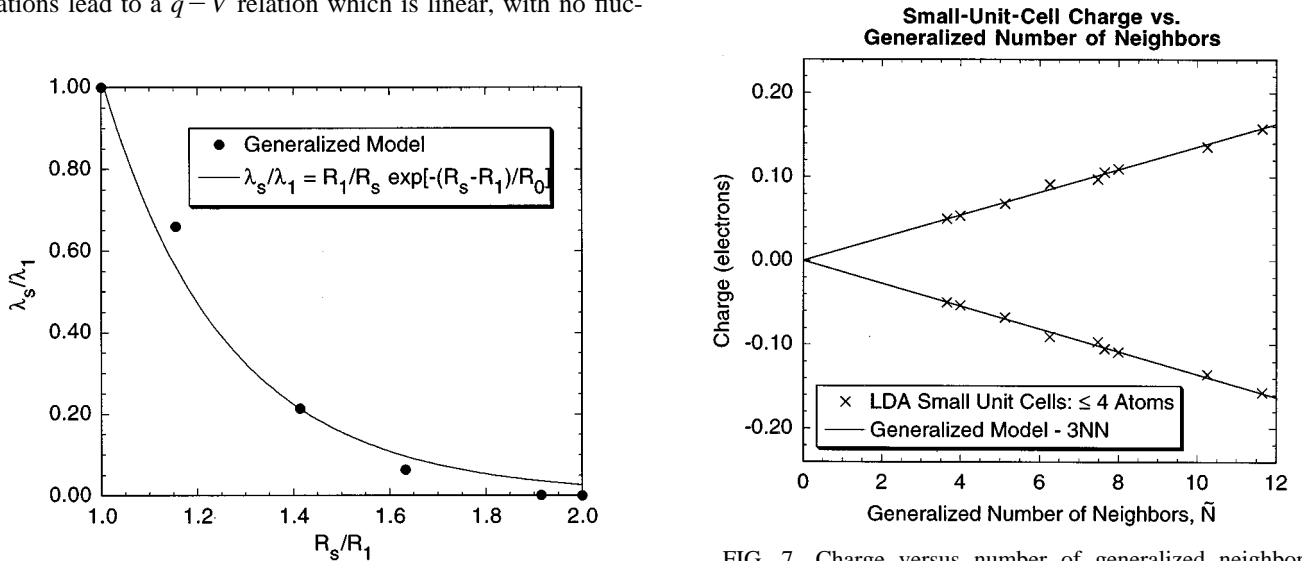 ations lead to a q−V relation which is linear, with no fluc-
1.00
0.80
0.60
0.40
0.20
0.00
λs/λ1
Generalized Model
λs/λ1 = R1/Rs exp[-(Rs-R1)/R0]
1.0 1.2 1.4 1.6 1.8 2.0
Rs/R1
Small-Unit-Cell Charge vs.
Generalized Number of Neighbors
0.20
0.10
0.00
-0.10
-0.20
Charge (electrons)
× LDA Small Unit Cells: ≤ 4 Atoms
Generalized Model - 3NN
0 2 4 6 8 10 12
Generalized Number of Neighbors, Ñ
FIG. 7. Charge versus number of generalized neighbor